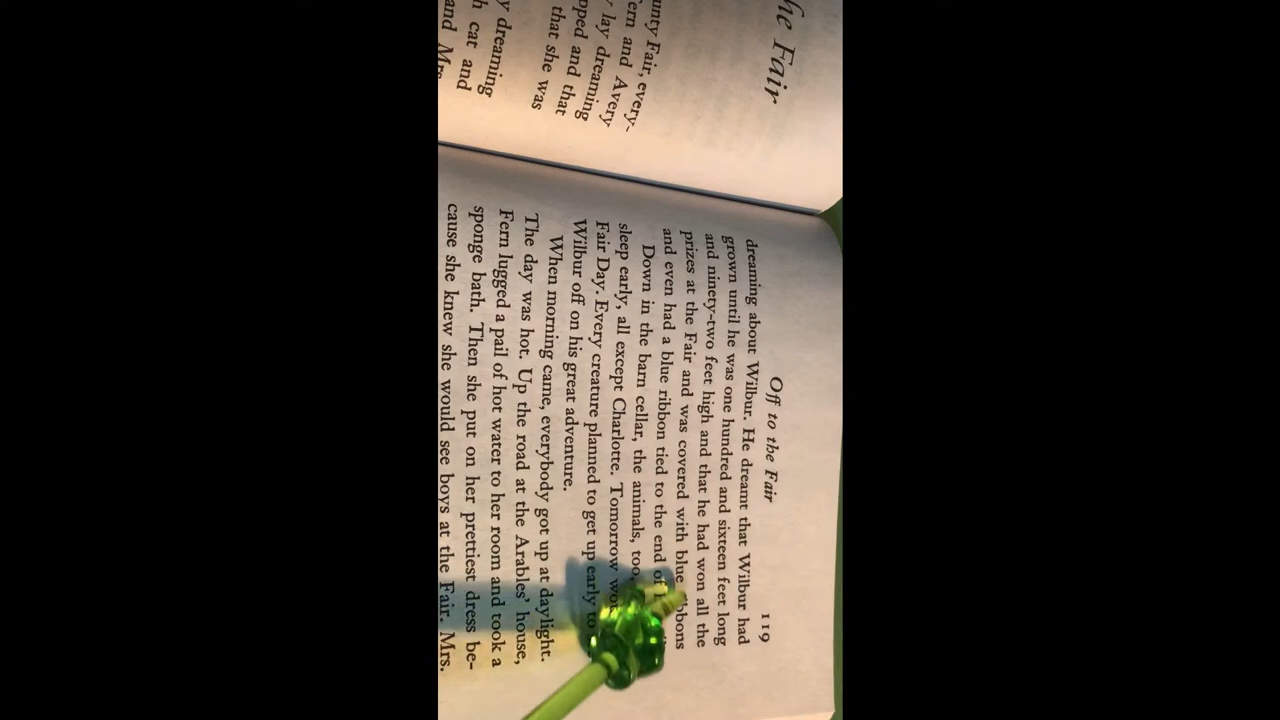 he Fair
unty Fair, every-
ern and Avery
lay dreaming
pped and that
that she was
y dreaming
h cat and
and Mrs.
Off to the Fair 119
dreaming about Wilbur. He dreamt that Wilbur had
grown until he was one hundred and sixteen feet long
and ninety-two feet high and that he had won all the
prizes at the Fair and was covered with blue bbons
and even had a blue ribbon tied to the end of
Down in the barn cellar, the animals, too,
sleep early, all except Charlotte. Tomorrow wou
Fair Day. Every creature planned to get up early to
Wilbur off on his great adventure.
When morning came, everybody got up at daylight.
The day was hot. Up the road at the Arables' house,
Fern lugged a pail of hot water to her room and took a
sponge bath. Then she put on her prettiest dress be-
cause she knew she would see boys at the Fair. Mrs.